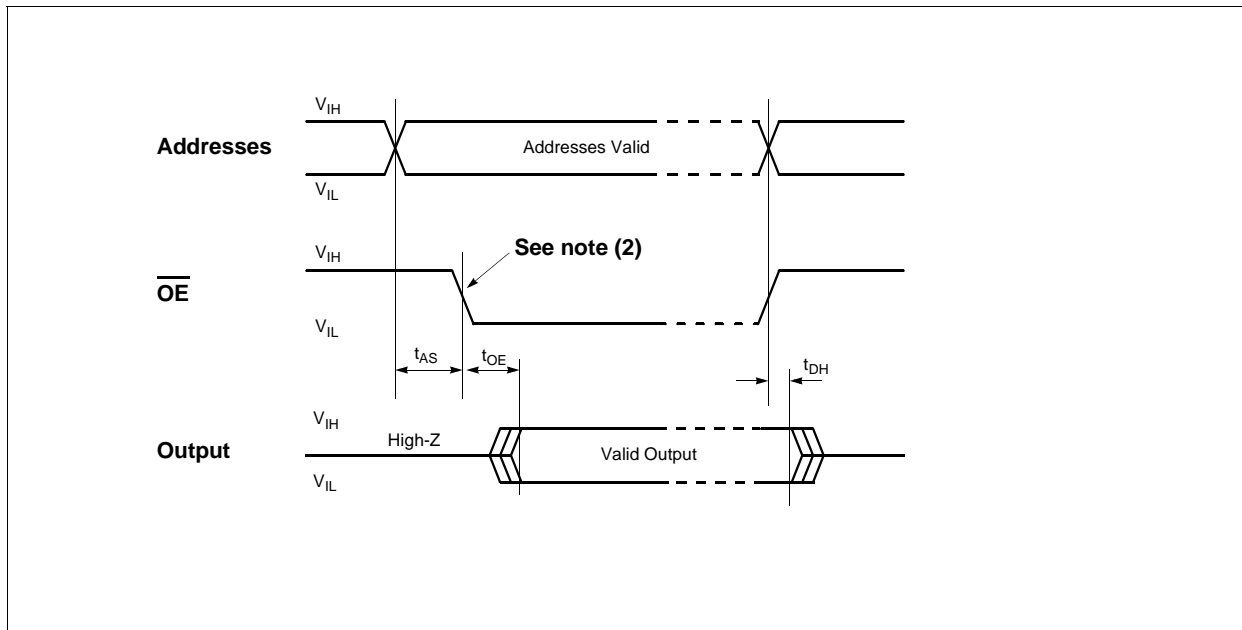 V_IH
Addresses
Addresses Valid
V_IL
V_IH
See note (2)
OE
V_IL
t_AS
t_OE
t_DH
V_IH
High-Z
Output
Valid Output
V_IL